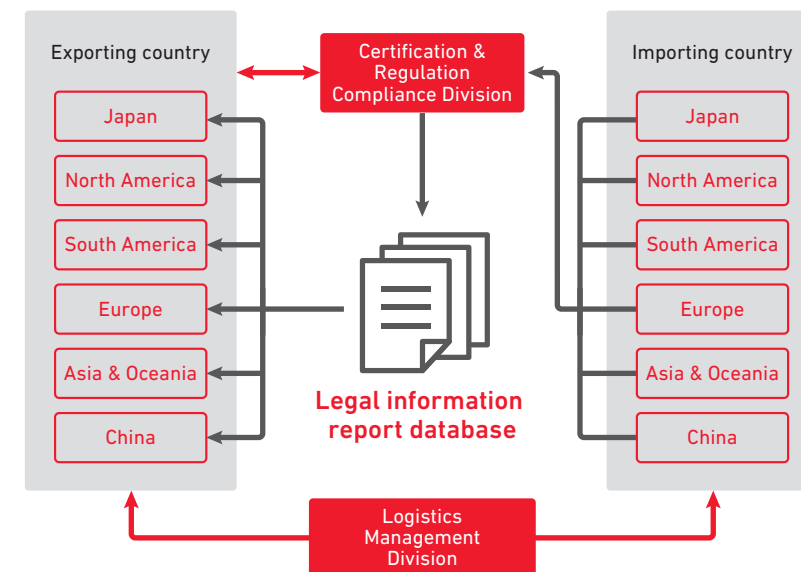 Exporting country
Japan
North America
South America
Europe
Asia & Oceania
China
Certification &
Regulation
Compliance Division
Legal information
report database
Logistics
Management
Division
Importing country
Japan
North America
South America
Europe
Asia & Oceania
China